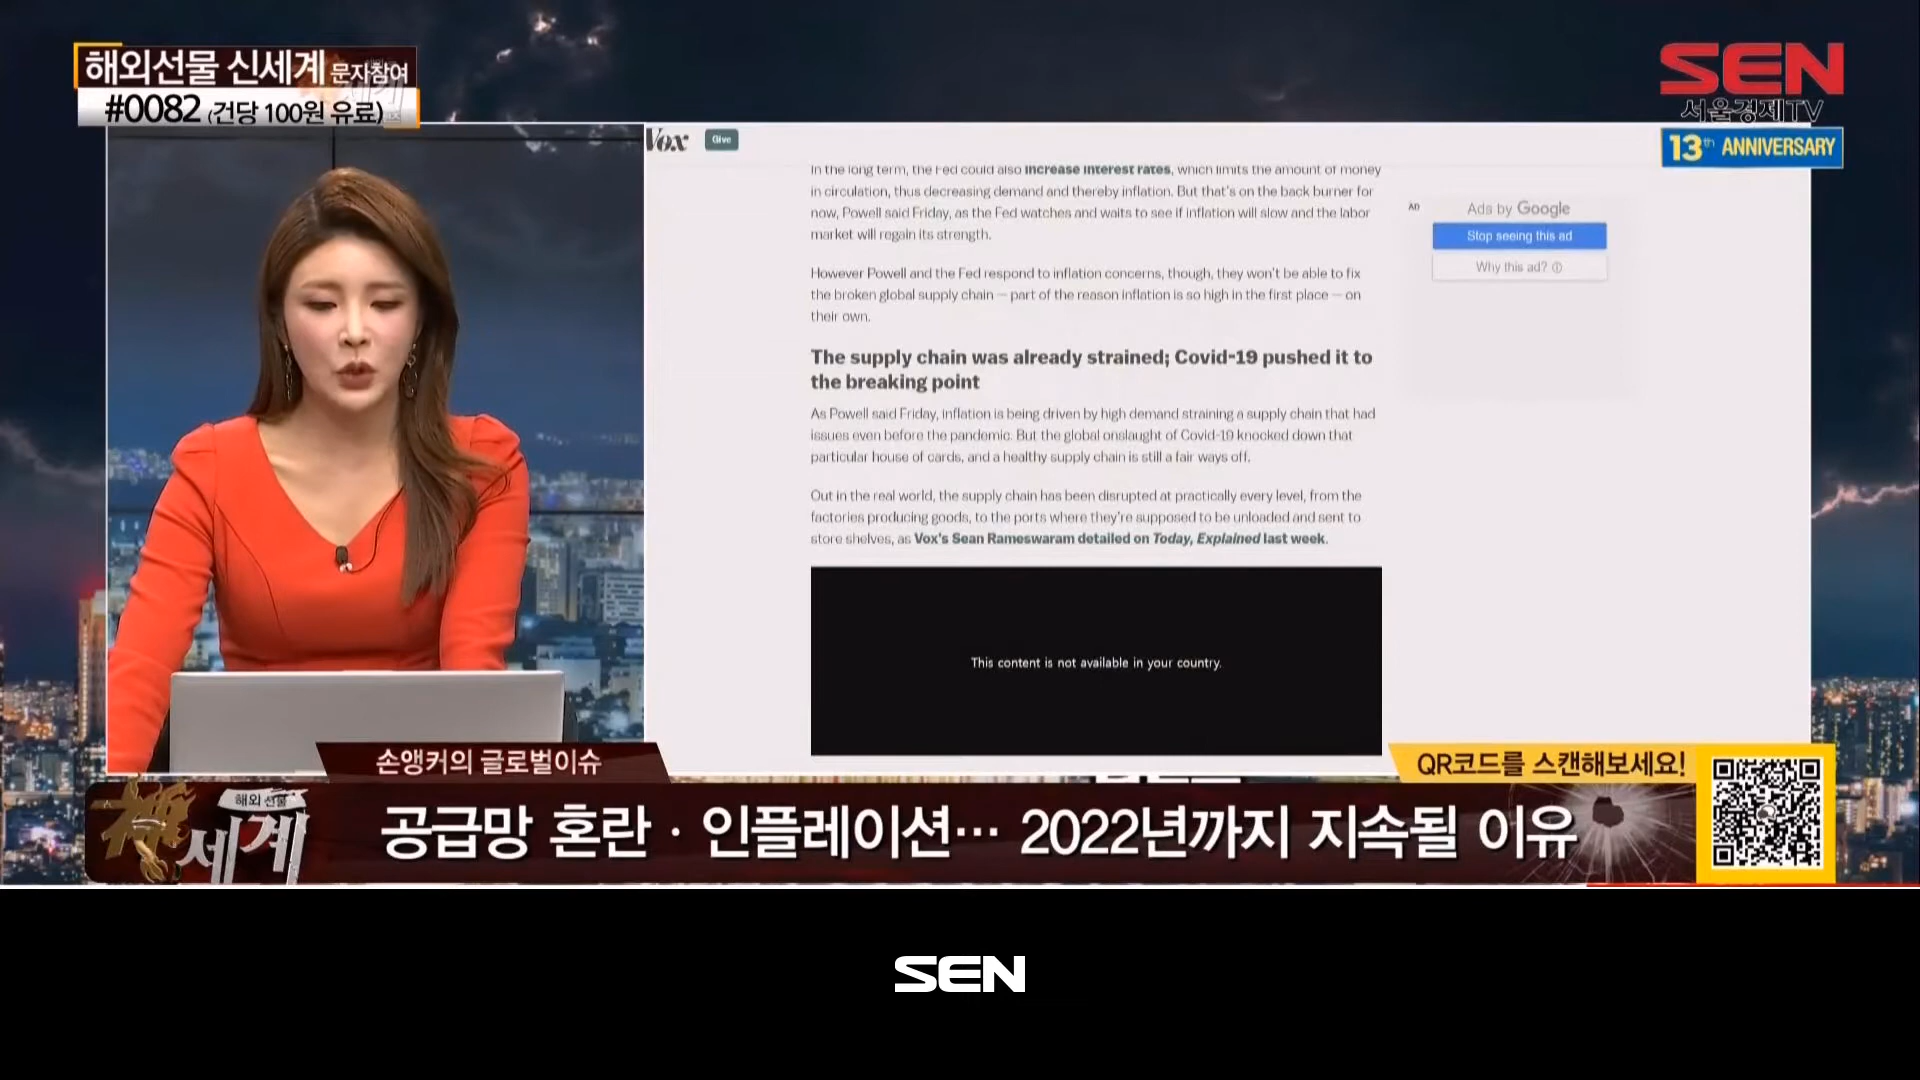 해외선물 신세계 문자참여
#0082 (건당 100원 유료)
SEN
서울경제TV
13th ANNIVERSARY
Vox
Give
In the long term, the Fed could also increase interest rates, which limits the amount of money
in circulation, thus decreasing demand and thereby inflation. But that's on the back burner for
now, Powell said Friday, as the Fed watches and waits to see if inflation will slow and the labor
market will regain its strength.
However Powell and the Fed respond to inflation concerns, though, they won't be able to fix
the broken global supply chain — part of the reason inflation is so high in the first place — on
their own.
The supply chain was already strained; Covid-19 pushed it to
the breaking point
As Powell said Friday, inflation is being driven by high demand straining a supply chain that had
issues even before the pandemic. But the global onslaught of Covid-19 knocked down that
particular house of cards, and a healthy supply chain is still a fair ways off.
Out in the real world, the supply chain has been disrupted at practically every level, from the
factories producing goods, to the ports where they're supposed to be unloaded and sent to
store shelves, as Vox's Sean Rameswaram detailed on Today, Explained last week.
This content is not available in your country.
AD
Ads by Google
Stop seeing this ad
Why this ad?
손앵커의 글로벌이슈
QR코드를 스캔해보세요!
해외 선물
神세계
공급망 혼란 · 인플레이션… 2022년까지 지속될 이유
SEN